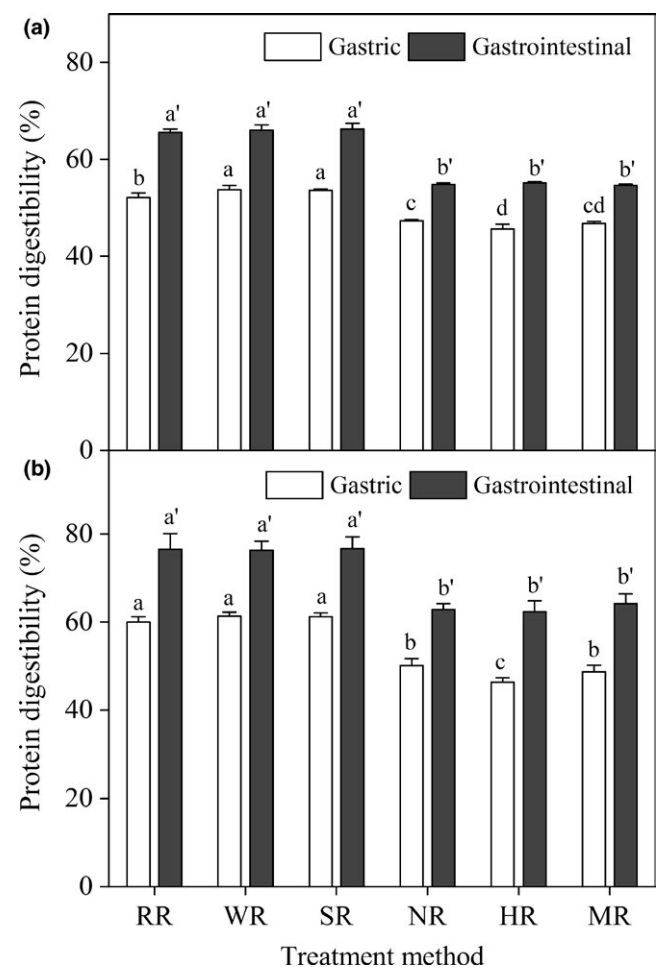 (a)
Gastric Gastrointestinal
Protein digestibility (%)
80
60
40
20
0
a' a' a'
b a a
b' b' b'
c d cd
(b)
Gastric Gastrointestinal
Protein digestibility (%)
80
60
40
20
0
a' a' a'
a a a
b' b' b'
b c b
RR WR SR NR HR MR
Treatment method